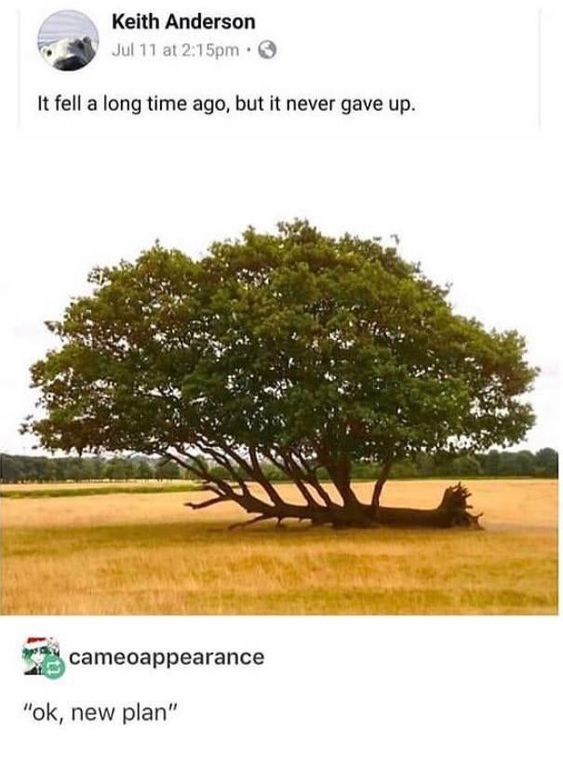 Keith Anderson
Jul 11 at 2:15pm ·
It fell a long time ago, but it never gave up.
cameoappearance
"ok, new plan"